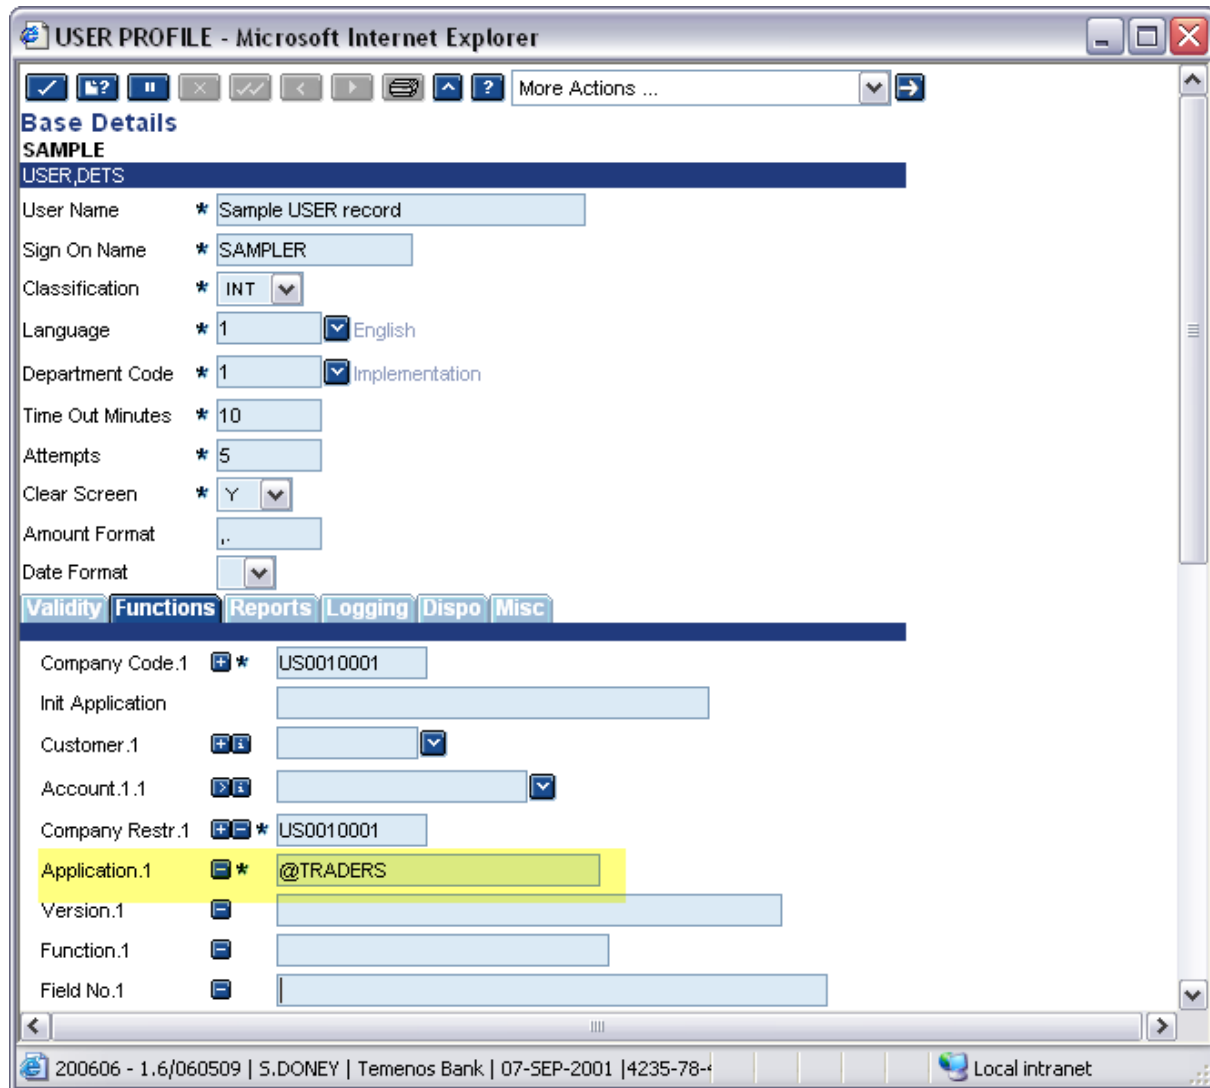 USER PROFILE - Microsoft Internet Explorer
More Actions ...
Base Details
SAMPLE
USER,DETS
User Name * Sample USER record
Sign On Name * SAMPLER
Classification * INT
Language * 1 English
Department Code * 1 Implementation
Time Out Minutes * 10
Attempts * 5
Clear Screen * Y
Amount Format ,.
Date Format
Validity Functions Reports Logging Dispo Misc
Company Code.1 * US0010001
Init Application
Customer.1
Account.1.1
Company Restr.1 * US0010001
Application.1 * @TRADERS
Version.1
Function.1
Field No.1
200606 - 1.6/060509 | S.DONEY | Temenos Bank | 07-SEP-2001 |4235-78- Local intranet